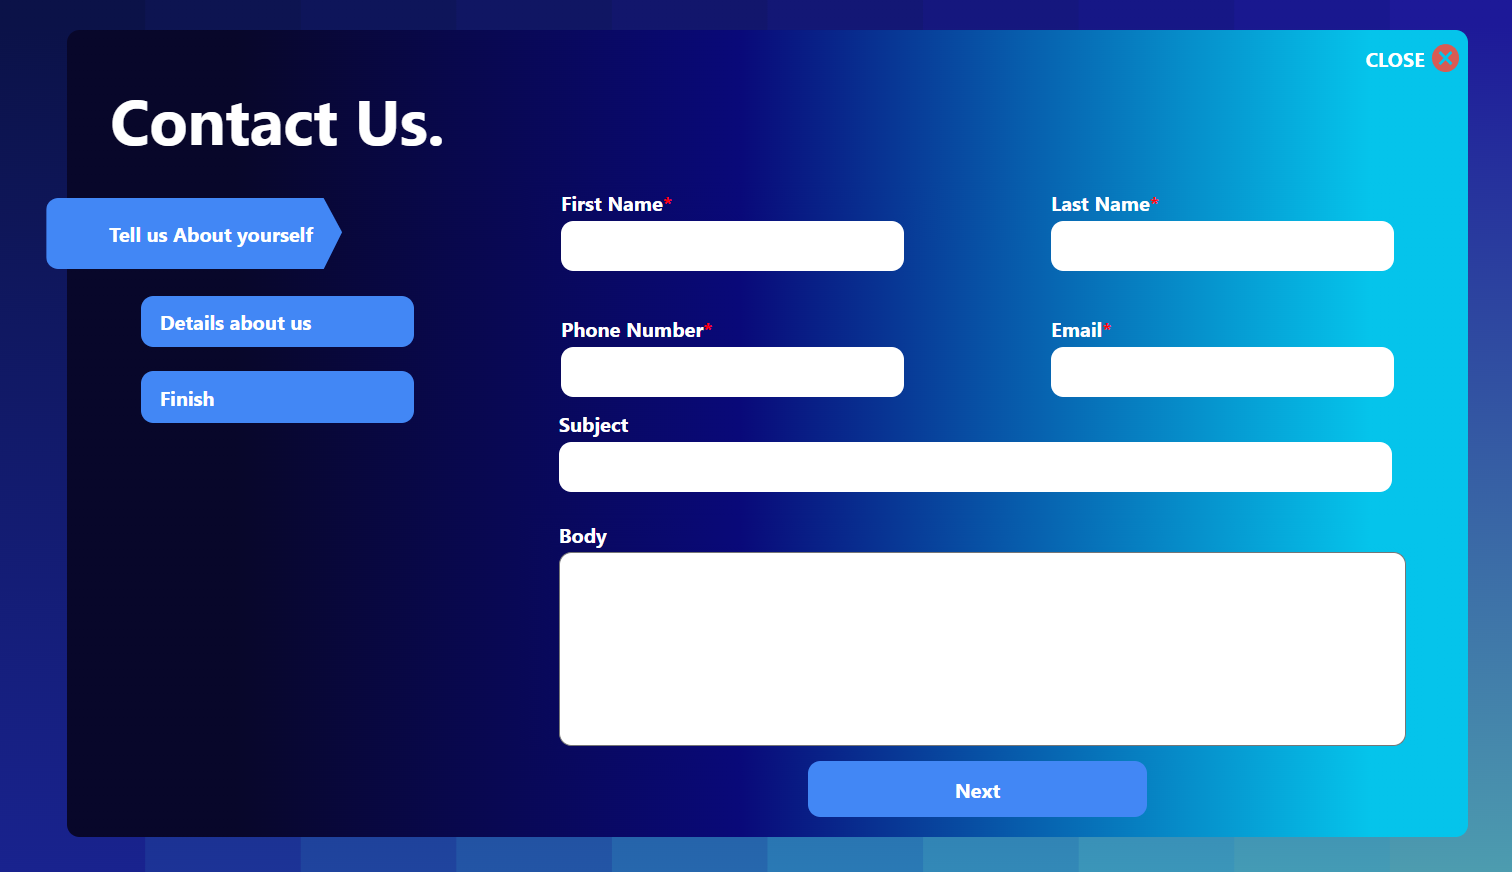 CLOSE
Contact Us.
Tell us About yourself
Details about us
Finish
First Name*
Last Name*
Phone Number*
Email*
Subject
Body
Next